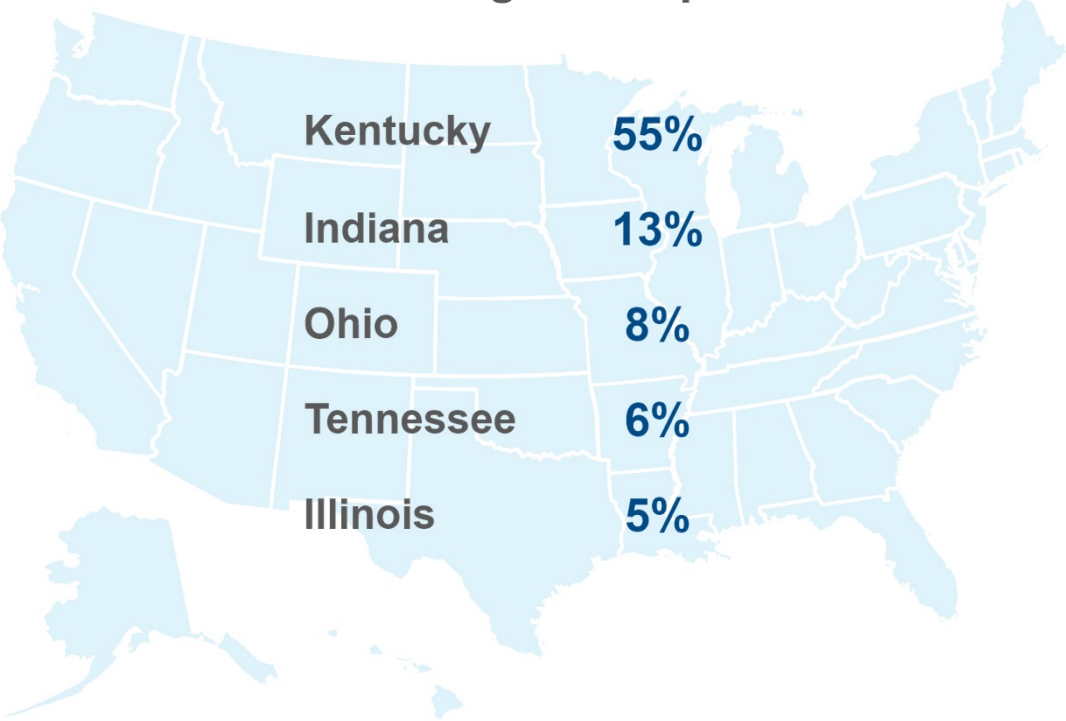 Kentucky 55%
Indiana 13%
Ohio 8%
Tennessee 6%
Illinois 5%